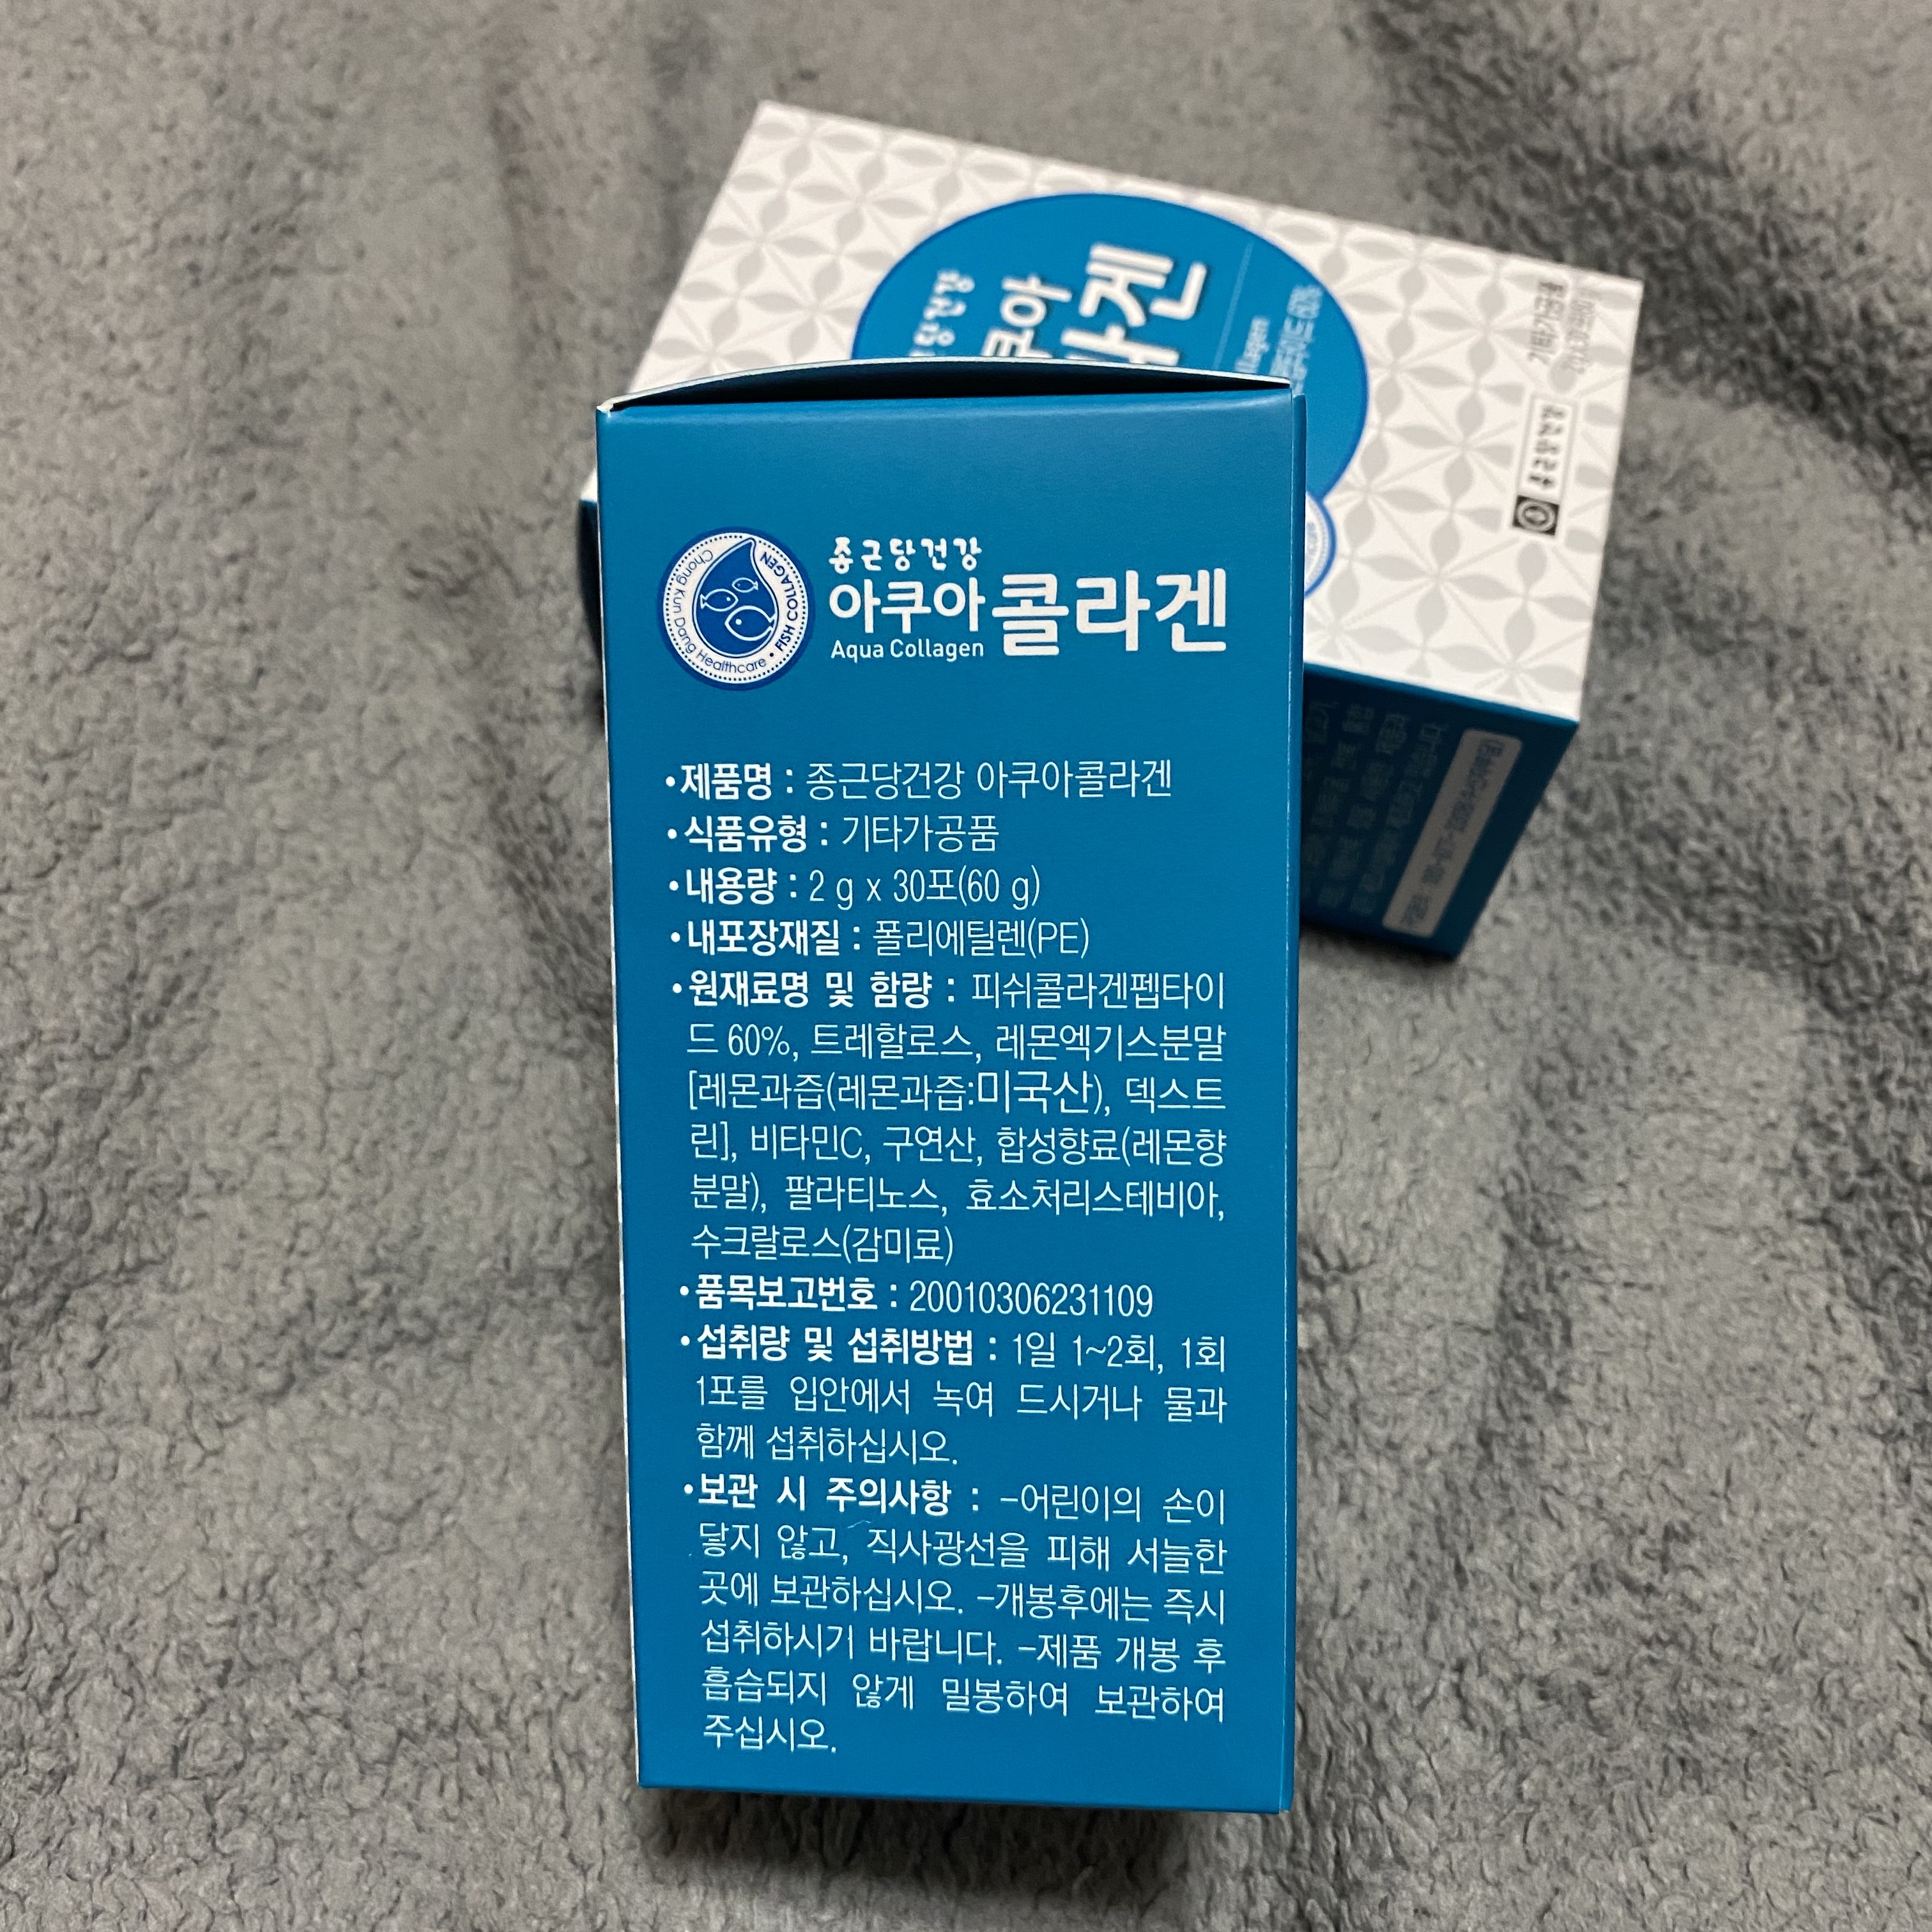 종근당건강
아쿠아
콜라겐
Aqua Collagen
Chong Kun Dang Healthcare • FISH COLLAGEN
•제품명 : 종근당건강 아쿠아콜라겐
•식품유형 : 기타가공품
•내용량 : 2 g x 30포(60 g)
•내포장재질 : 폴리에틸렌(PE)
•원재료명 및 함량 : 피쉬콜라겐펩타이
드 60%, 트레할로스, 레몬엑기스분말
[레몬과즙(레몬과즙:미국산), 덱스트
린], 비타민C, 구연산, 합성향료(레몬향
분말), 팔라티노스, 효소처리스테비아,
수크랄로스(감미료)
•품목보고번호 : 20010306231109
•섭취량 및 섭취방법 : 1일 1~2회, 1회
1포를 입안에서 녹여 드시거나 물과
함께 섭취하십시오.
•보관 시 주의사항 : -어린이의 손이
닿지 않고, 직사광선을 피해 서늘한
곳에 보관하십시오. -개봉후에는 즉시
섭취하시기 바랍니다. -제품 개봉 후
흡습되지 않게 밀봉하여 보관하여
주십시오.
기타가공품
종근당건강